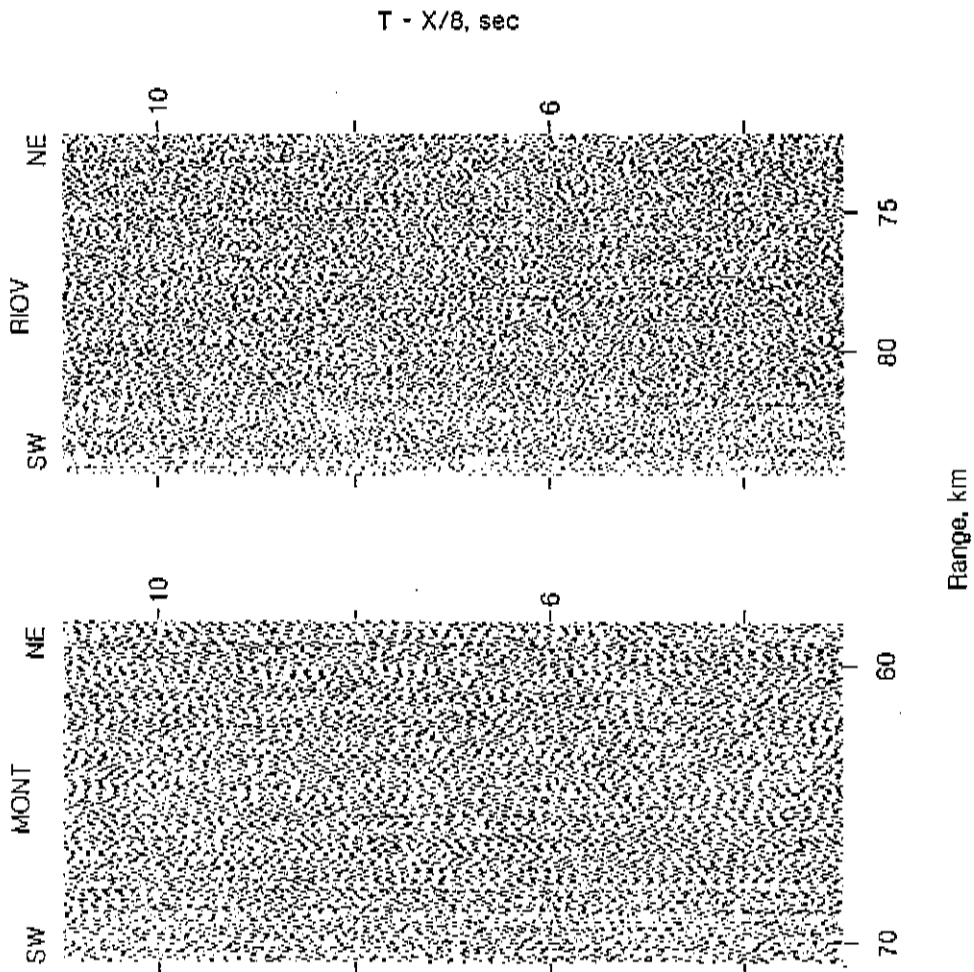 T - X/8, sec
10
6
NE
RIOV
SW
75
80
10
6
NE
MONT
SW
60
70
Range, km